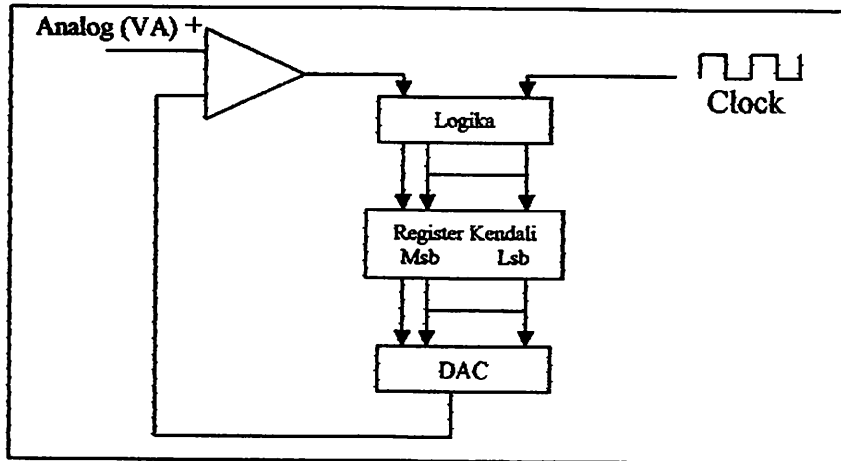 Analog (VA) +
Clock
Logika
Register Kendali
Msb Lsb
DAC